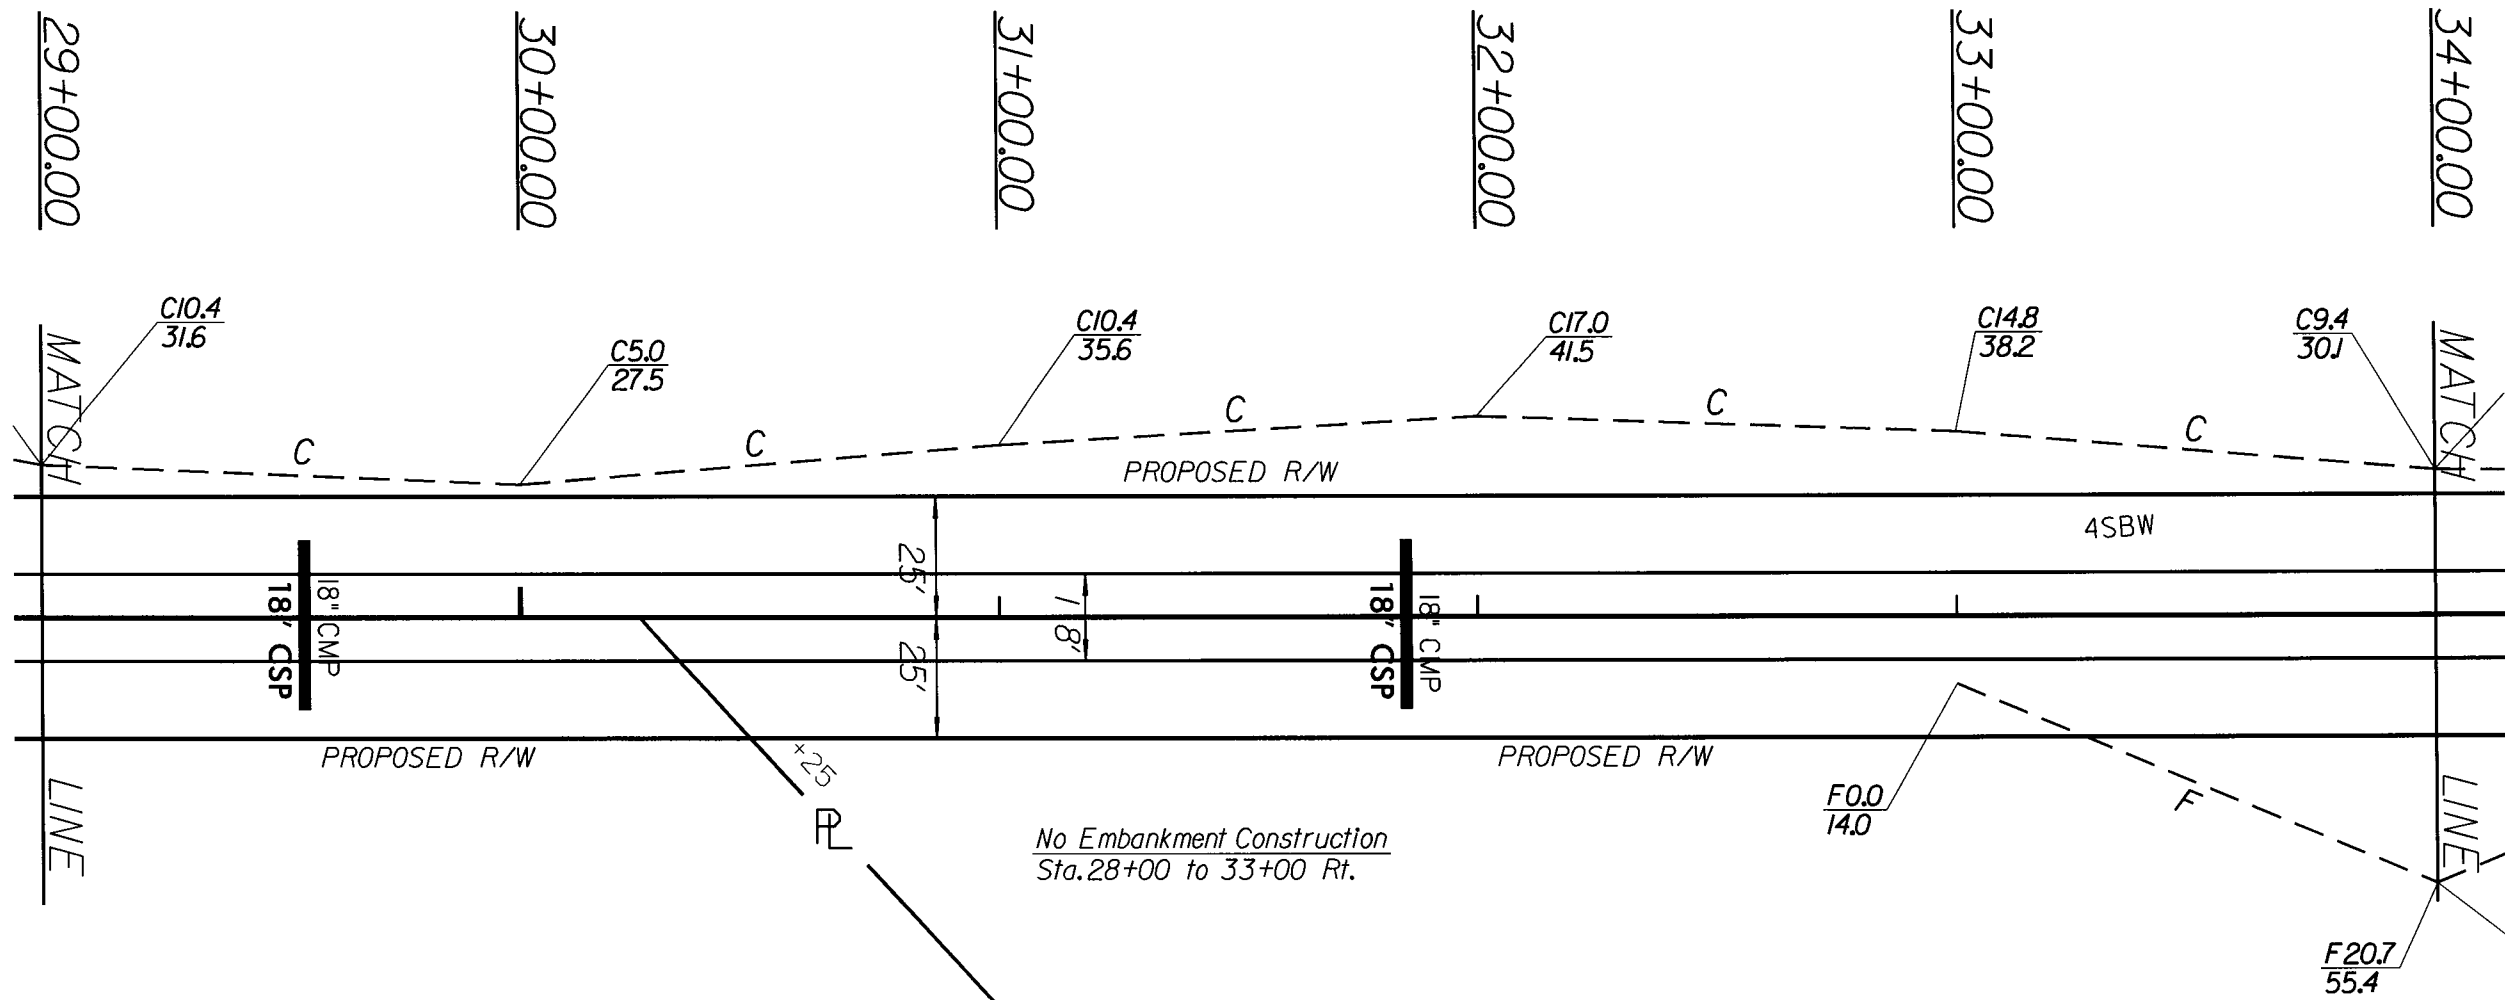 29+00.00
30+00.00
31+00.00
32+00.00
33+00.00
34+00.00
C10.4
31.6
C5.0
27.5
C10.4
35.6
C17.0
41.5
C14.8
38.2
C9.4
30.1
MATCH
MATCH
C
C
C
C
C
PROPOSED R/W
4SBW
25'
25'
18'
18" CSP
18" CMP
18" CSP
18" CMP
PROPOSED R/W
PROPOSED R/W
+25
PL
LINE
LINE
No Embankment Construction
Sta. 28+00 to 33+00 Rt.
F0.0
14.0
F
F20.7
55.4